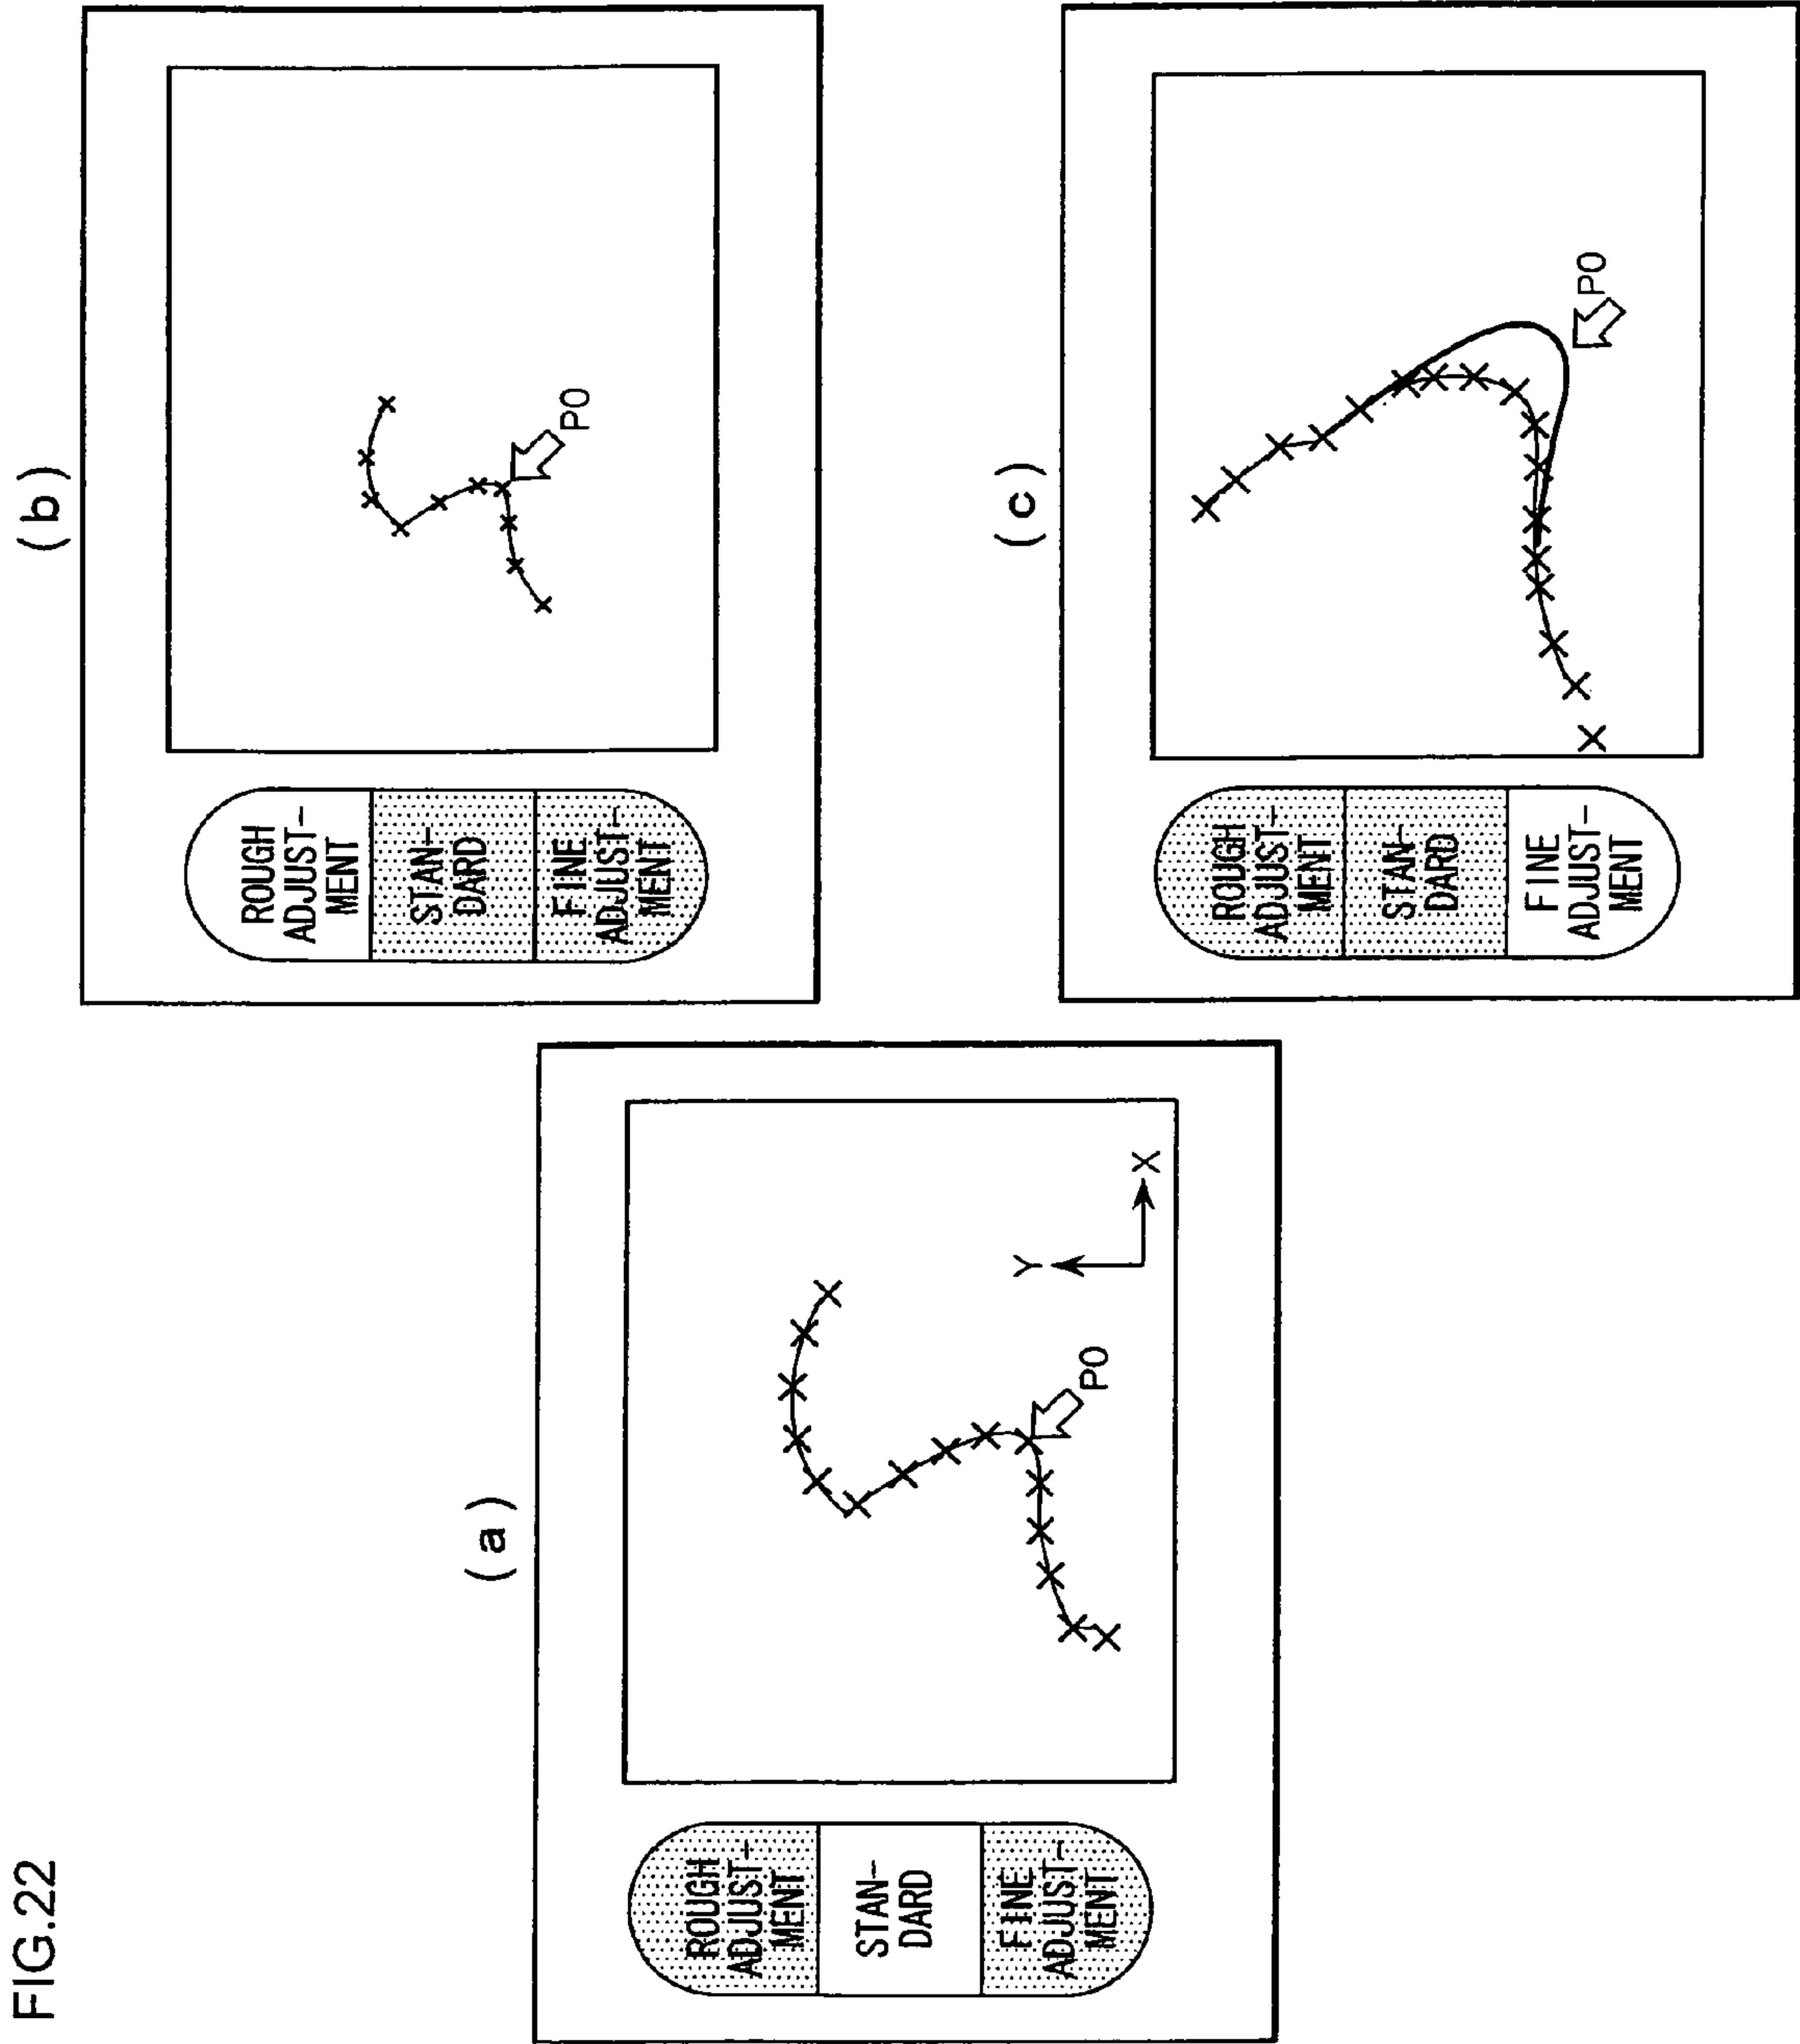 FIG.22
(a)
ROUGH
ADJUST–
MENT
STAN–
DARD
FINE
ADJUST–
MENT
Y
X
PO
(b)
ROUGH
ADJUST–
MENT
STAN–
DARD
FINE
ADJUST–
MENT
PO
(c)
ROUGH
ADJUST–
MENT
STAN–
DARD
FINE
ADJUST–
MENT
PO